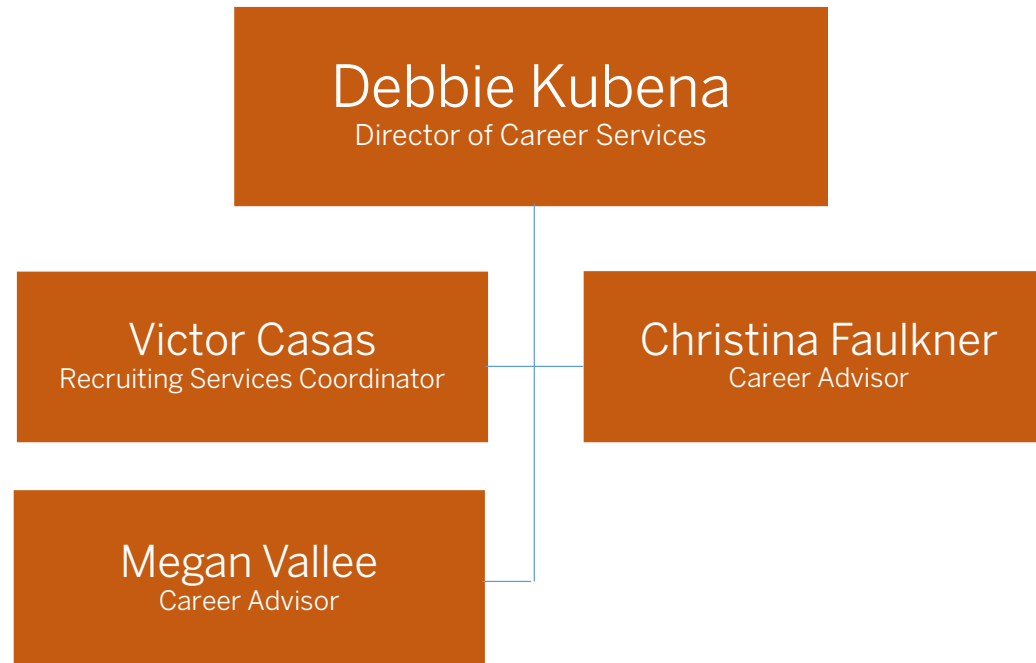 Debbie Kubena
Director of Career Services
Victor Casas
Recruiting Services Coordinator
Christina Faulkner
Career Advisor
Megan Vallee
Career Advisor